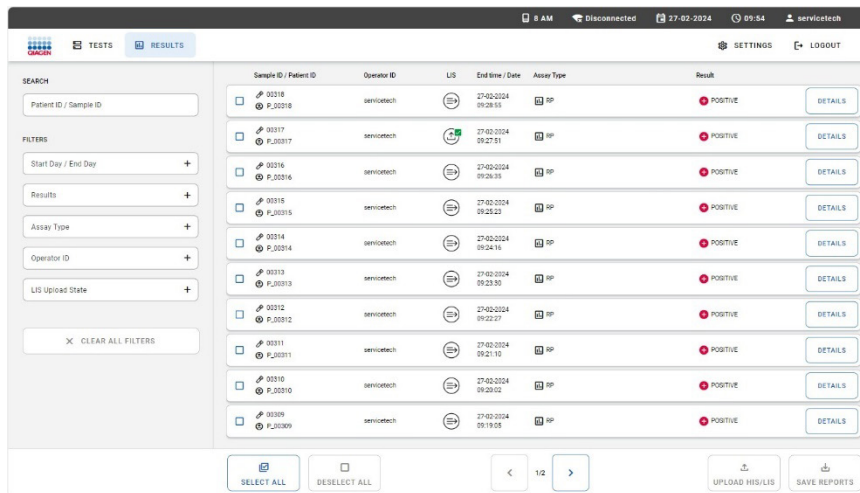 8 AM Disconnected 27-02-2024 09:54 servicetech
QIAGEN TESTS RESULTS SETTINGS LOGOUT
SEARCH
Patient ID / Sample ID
FILTERS
Start Day / End Day +
Results +
Assay Type +
Operator ID +
LIS Upload State +
CLEAR ALL FILTERS
Sample ID / Patient ID Operator ID LIS End time / Date Assay Type Result
00318 27-02-2024
P_00318 servicetech 09:28:55 RP POSITIVE DETAILS
00317 27-02-2024
P_00317 servicetech 09:27:51 RP POSITIVE DETAILS
00316 27-02-2024
P_00316 servicetech 09:26:35 RP POSITIVE DETAILS
00315 27-02-2024
P_00315 servicetech 09:25:23 RP POSITIVE DETAILS
00314 27-02-2024
P_00314 servicetech 09:24:16 RP POSITIVE DETAILS
00313 27-02-2024
P_00313 servicetech 09:23:30 RP POSITIVE DETAILS
00312 27-02-2024
P_00312 servicetech 09:22:27 RP POSITIVE DETAILS
00311 27-02-2024
P_00311 servicetech 09:21:10 RP POSITIVE DETAILS
00310 27-02-2024
P_00310 servicetech 09:20:02 RP POSITIVE DETAILS
00309 27-02-2024
P_00309 servicetech 09:19:05 RP POSITIVE DETAILS
SELECT ALL DESELECT ALL < 1/2 > UPLOAD HIS/LIS SAVE REPORTS